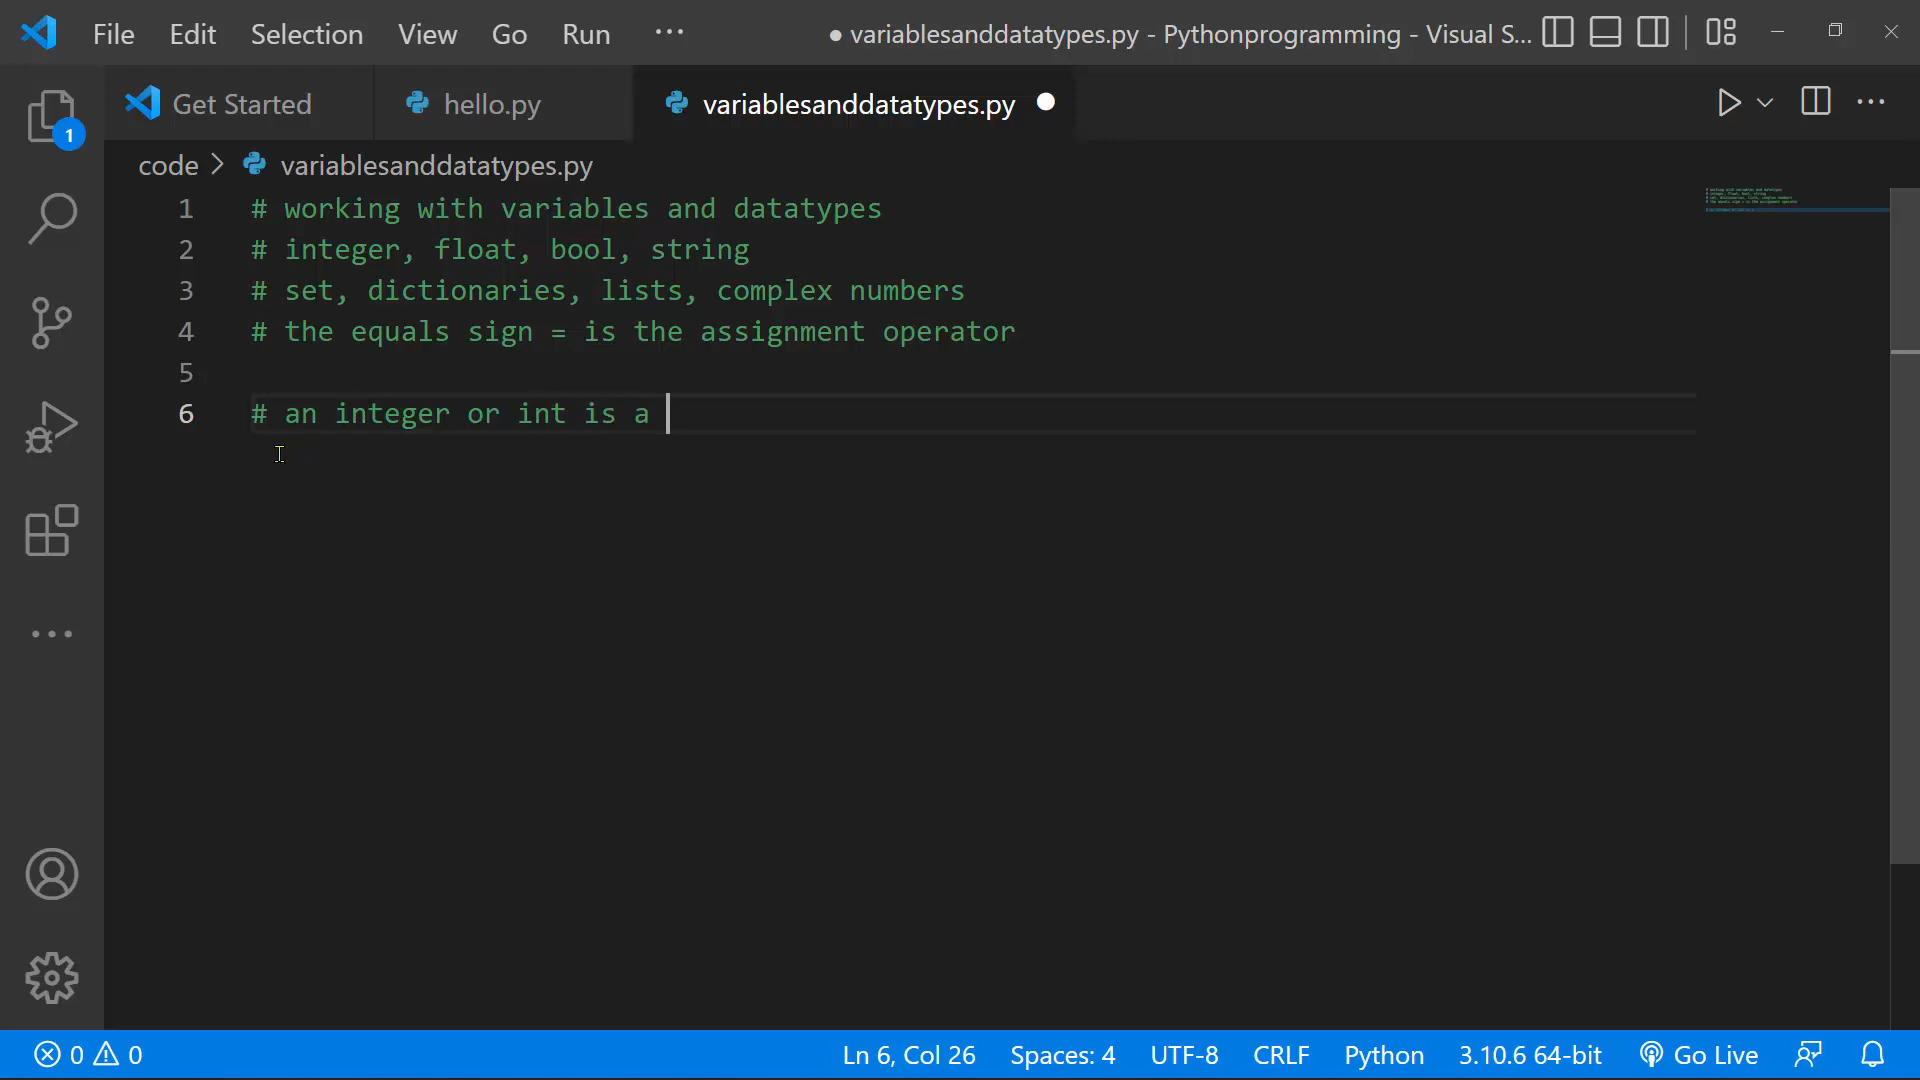 File Edit Selection View Go Run ··· ● variablesanddatatypes.py - Pythonprogramming - Visual S...
Get Started hello.py variablesanddatatypes.py
code > variablesanddatatypes.py
1 # working with variables and datatypes
2 # integer, float, bool, string
3 # set, dictionaries, lists, complex numbers
4 # the equals sign = is the assignment operator
5
6 # an integer or int is a
1
0 0 Ln 6, Col 26 Spaces: 4 UTF-8 CRLF Python 3.10.6 64-bit Go Live